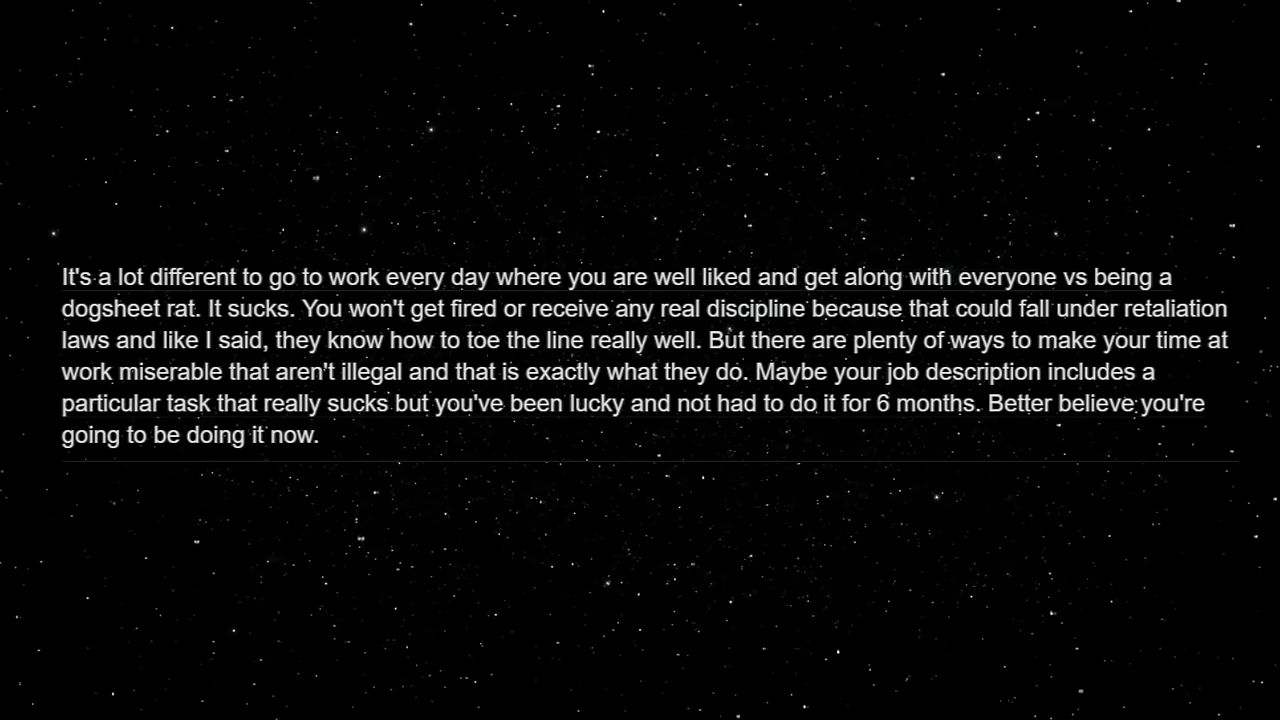 It's a lot different to go to work every day where you are well liked and get along with everyone vs being a
dogsheet rat. It sucks. You won't get fired or receive any real discipline because that could fall under retaliation
laws and like I said, they know how to toe the line really well. But there are plenty of ways to make your time at
work miserable that aren’t illegal and that is exactly what they do. Maybe your job description includes a
particular task that really sucks but you've been lucky and not had to do it for 6 months. Better believe you're
going to be doing it now.